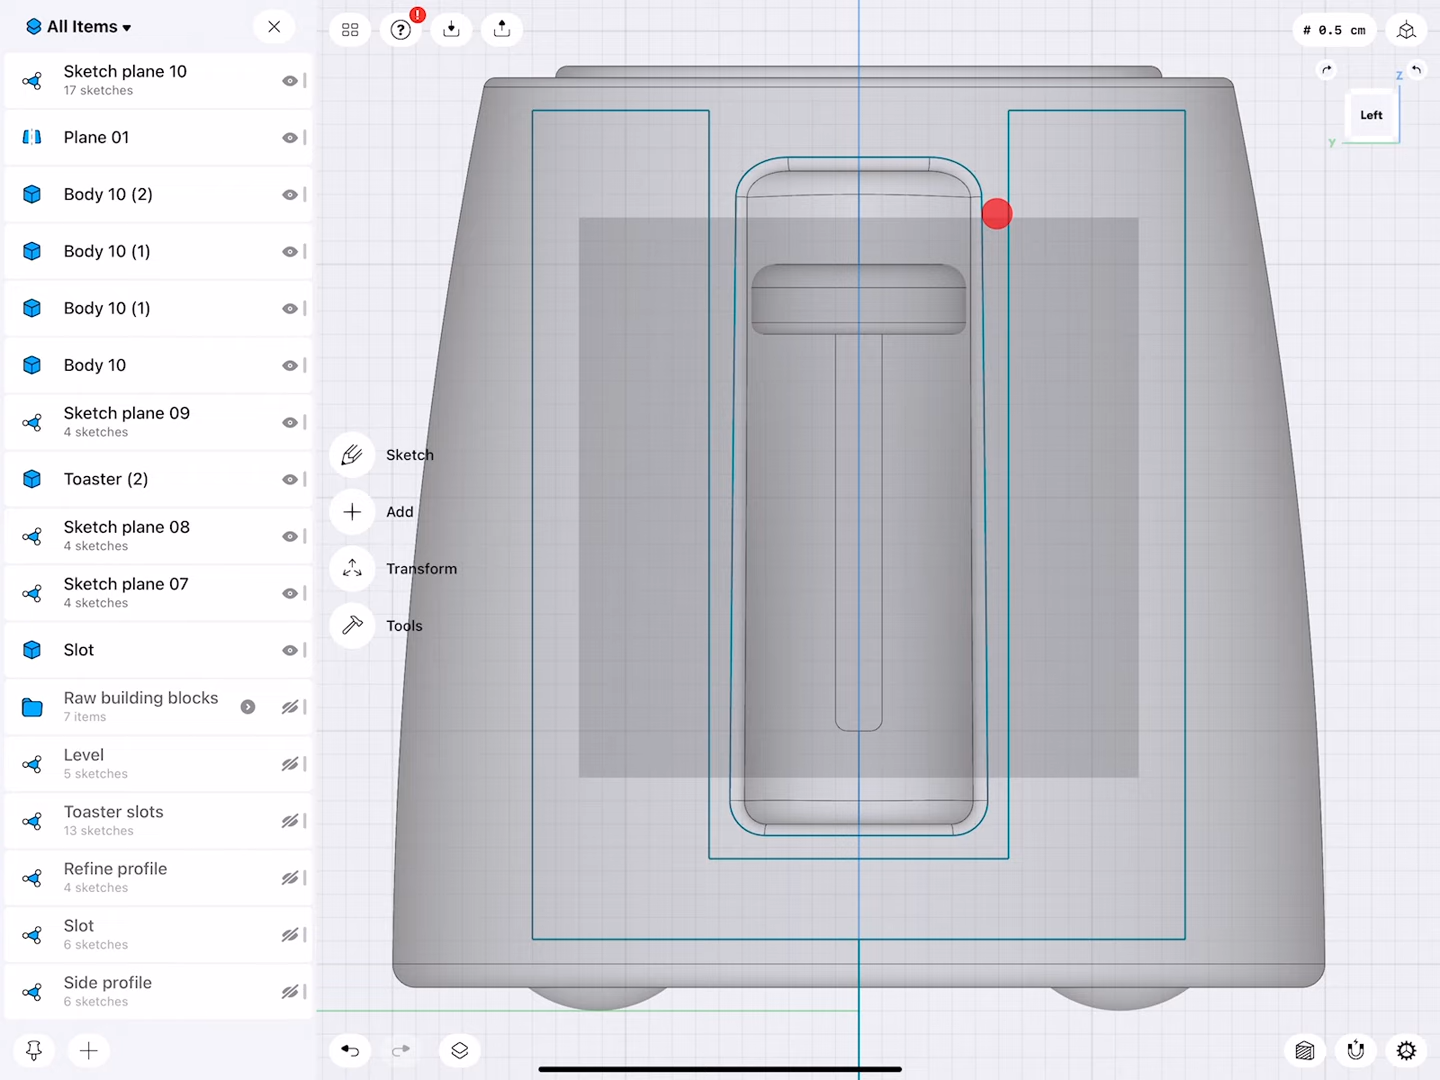 All Items
Sketch plane 10
17 sketches
Plane 01
Body 10 (2)
Body 10 (1)
Body 10 (1)
Body 10
Sketch plane 09
4 sketches
Toaster (2)
Sketch plane 08
4 sketches
Sketch plane 07
4 sketches
Slot
Raw building blocks
7 items
Level
5 sketches
Toaster slots
13 sketches
Refine profile
4 sketches
Slot
6 sketches
Side profile
6 sketches
?
!
Sketch
Add
Transform
Tools
# 0.5 cm
Z
Left
Y